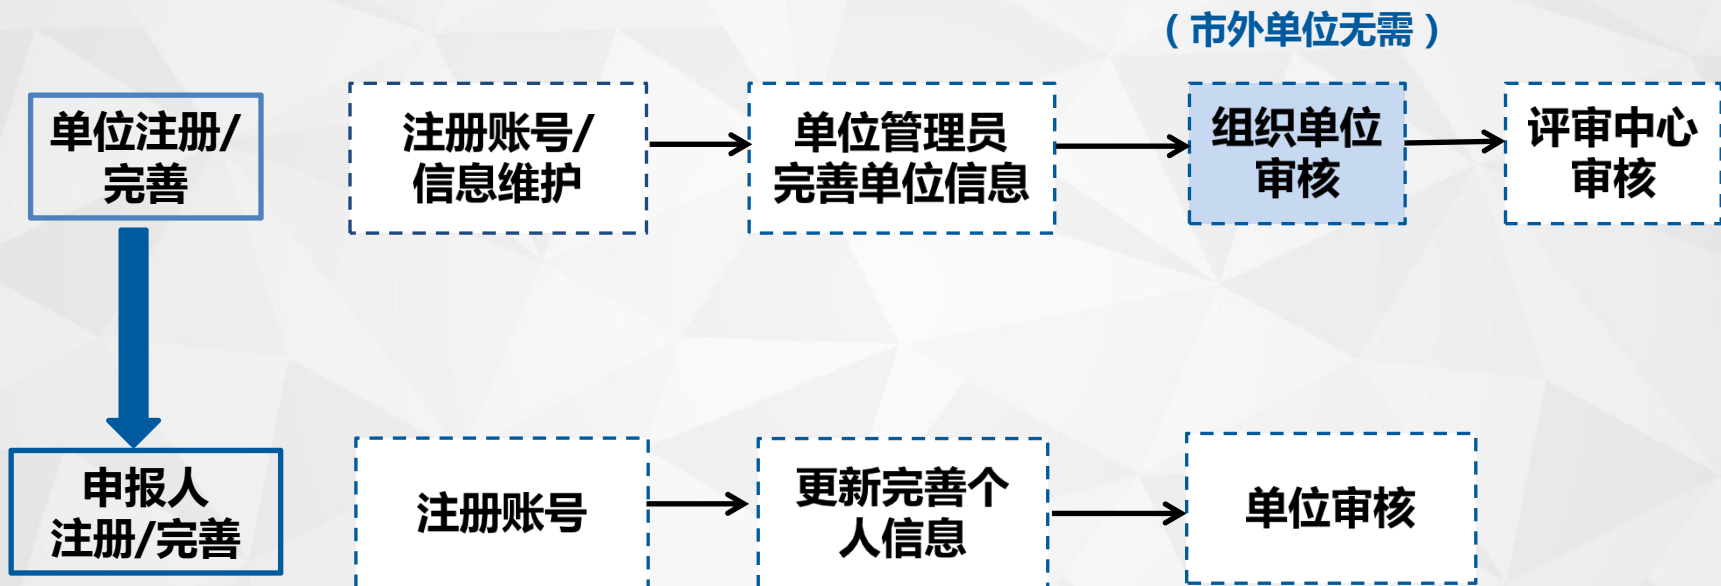 （市外单位无需）
单位注册/
完善
注册账号/
信息维护
单位管理员
完善单位信息
组织单位
审核
评审中心
审核
申报人
注册/完善
注册账号
更新完善个
人信息
单位审核